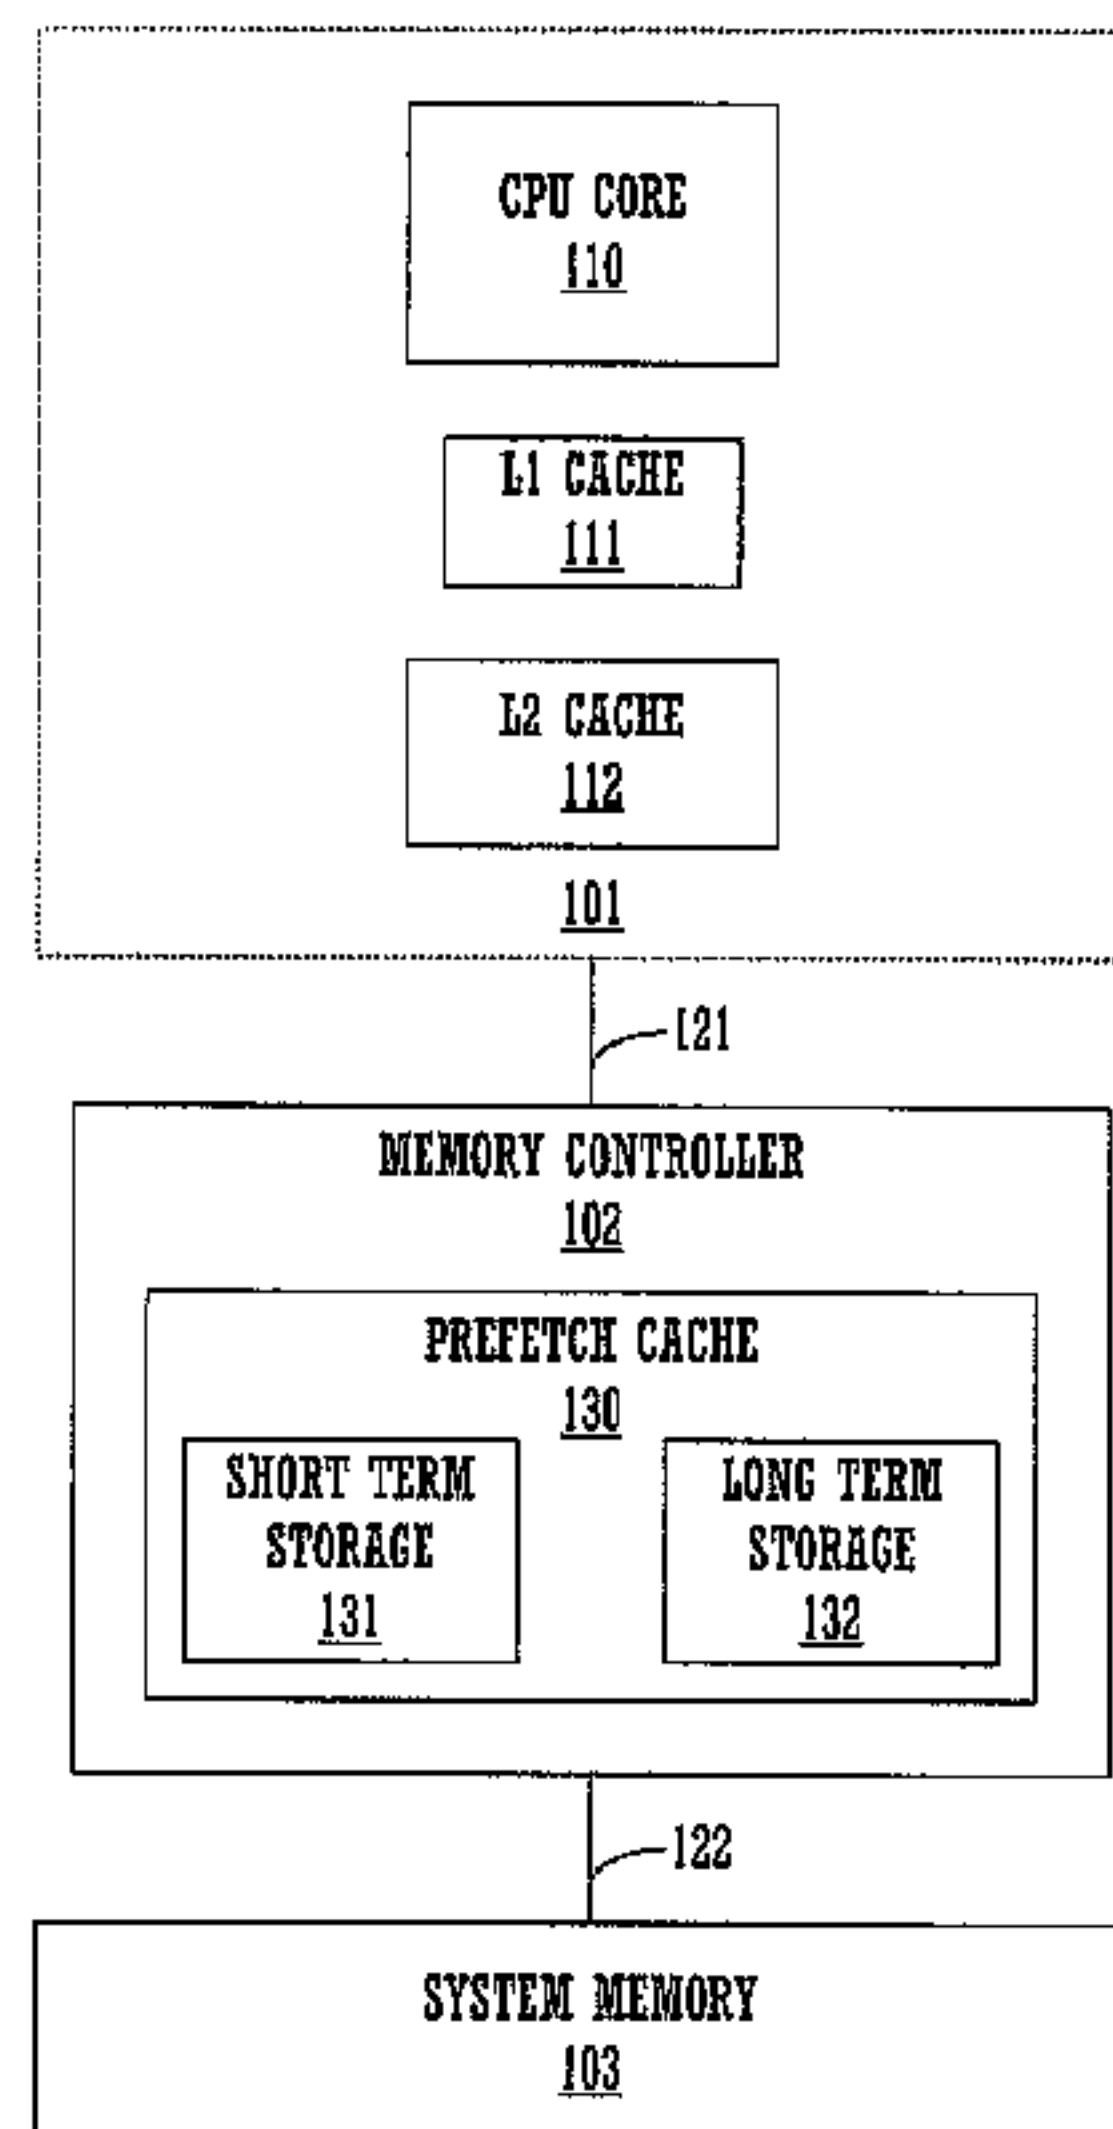 CPU CORE
110
L1 CACHE
111
L2 CACHE
112
101
121
MEMORY CONTROLLER
102
PREFETCH CACHE
130
SHORT TERM
STORAGE
131
LONG TERM
STORAGE
132
122
SYSTEM MEMORY
103